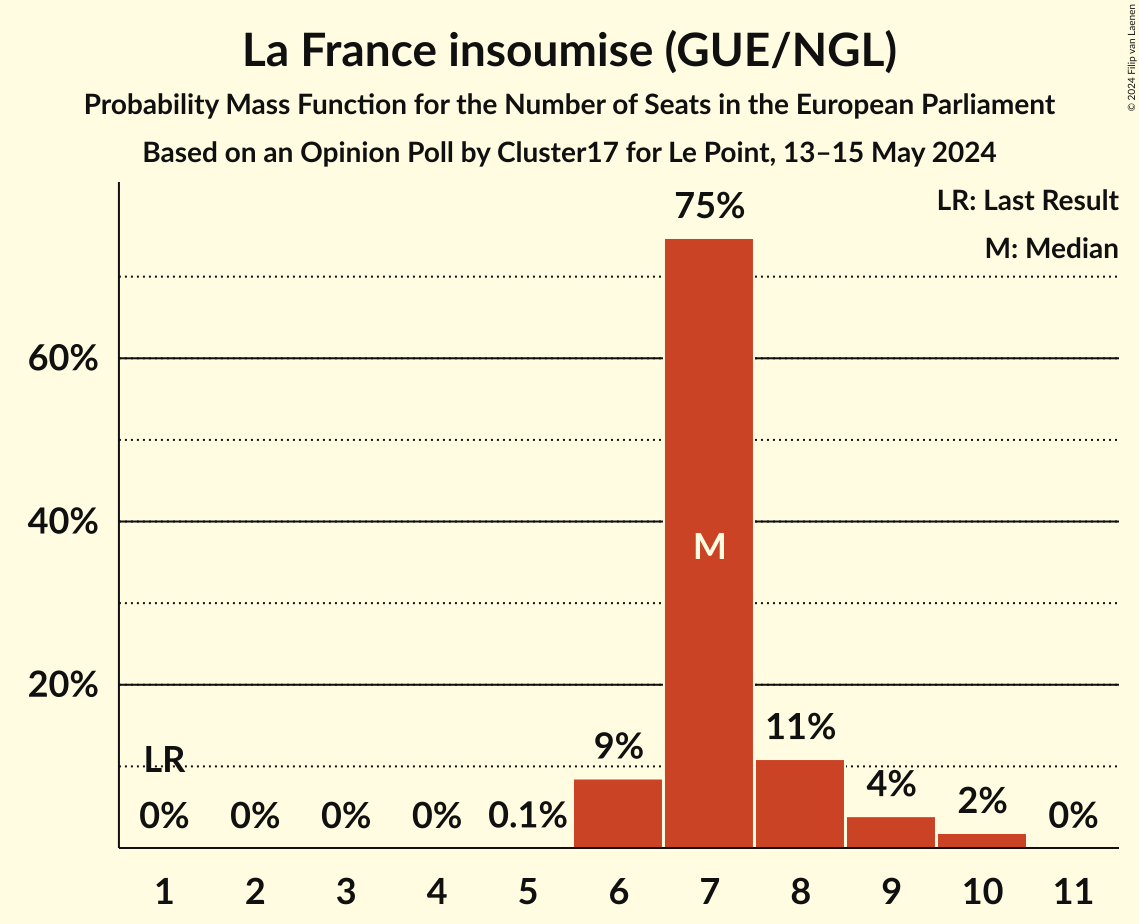 La France insoumise (GUE/NGL)
Probability Mass Function for the Number of Seats in the European Parliament
Based on an Opinion Poll by Cluster17 for Le Point, 13–15 May 2024
© 2024 Filip van Laenen
LR: Last Result
M: Median
75%
60%
40%
M
20%
LR
0%
0%
0%
0%
0.1%
9%
11%
4%
2%
0%
1 2 3 4 5 6 7 8 9 10 11